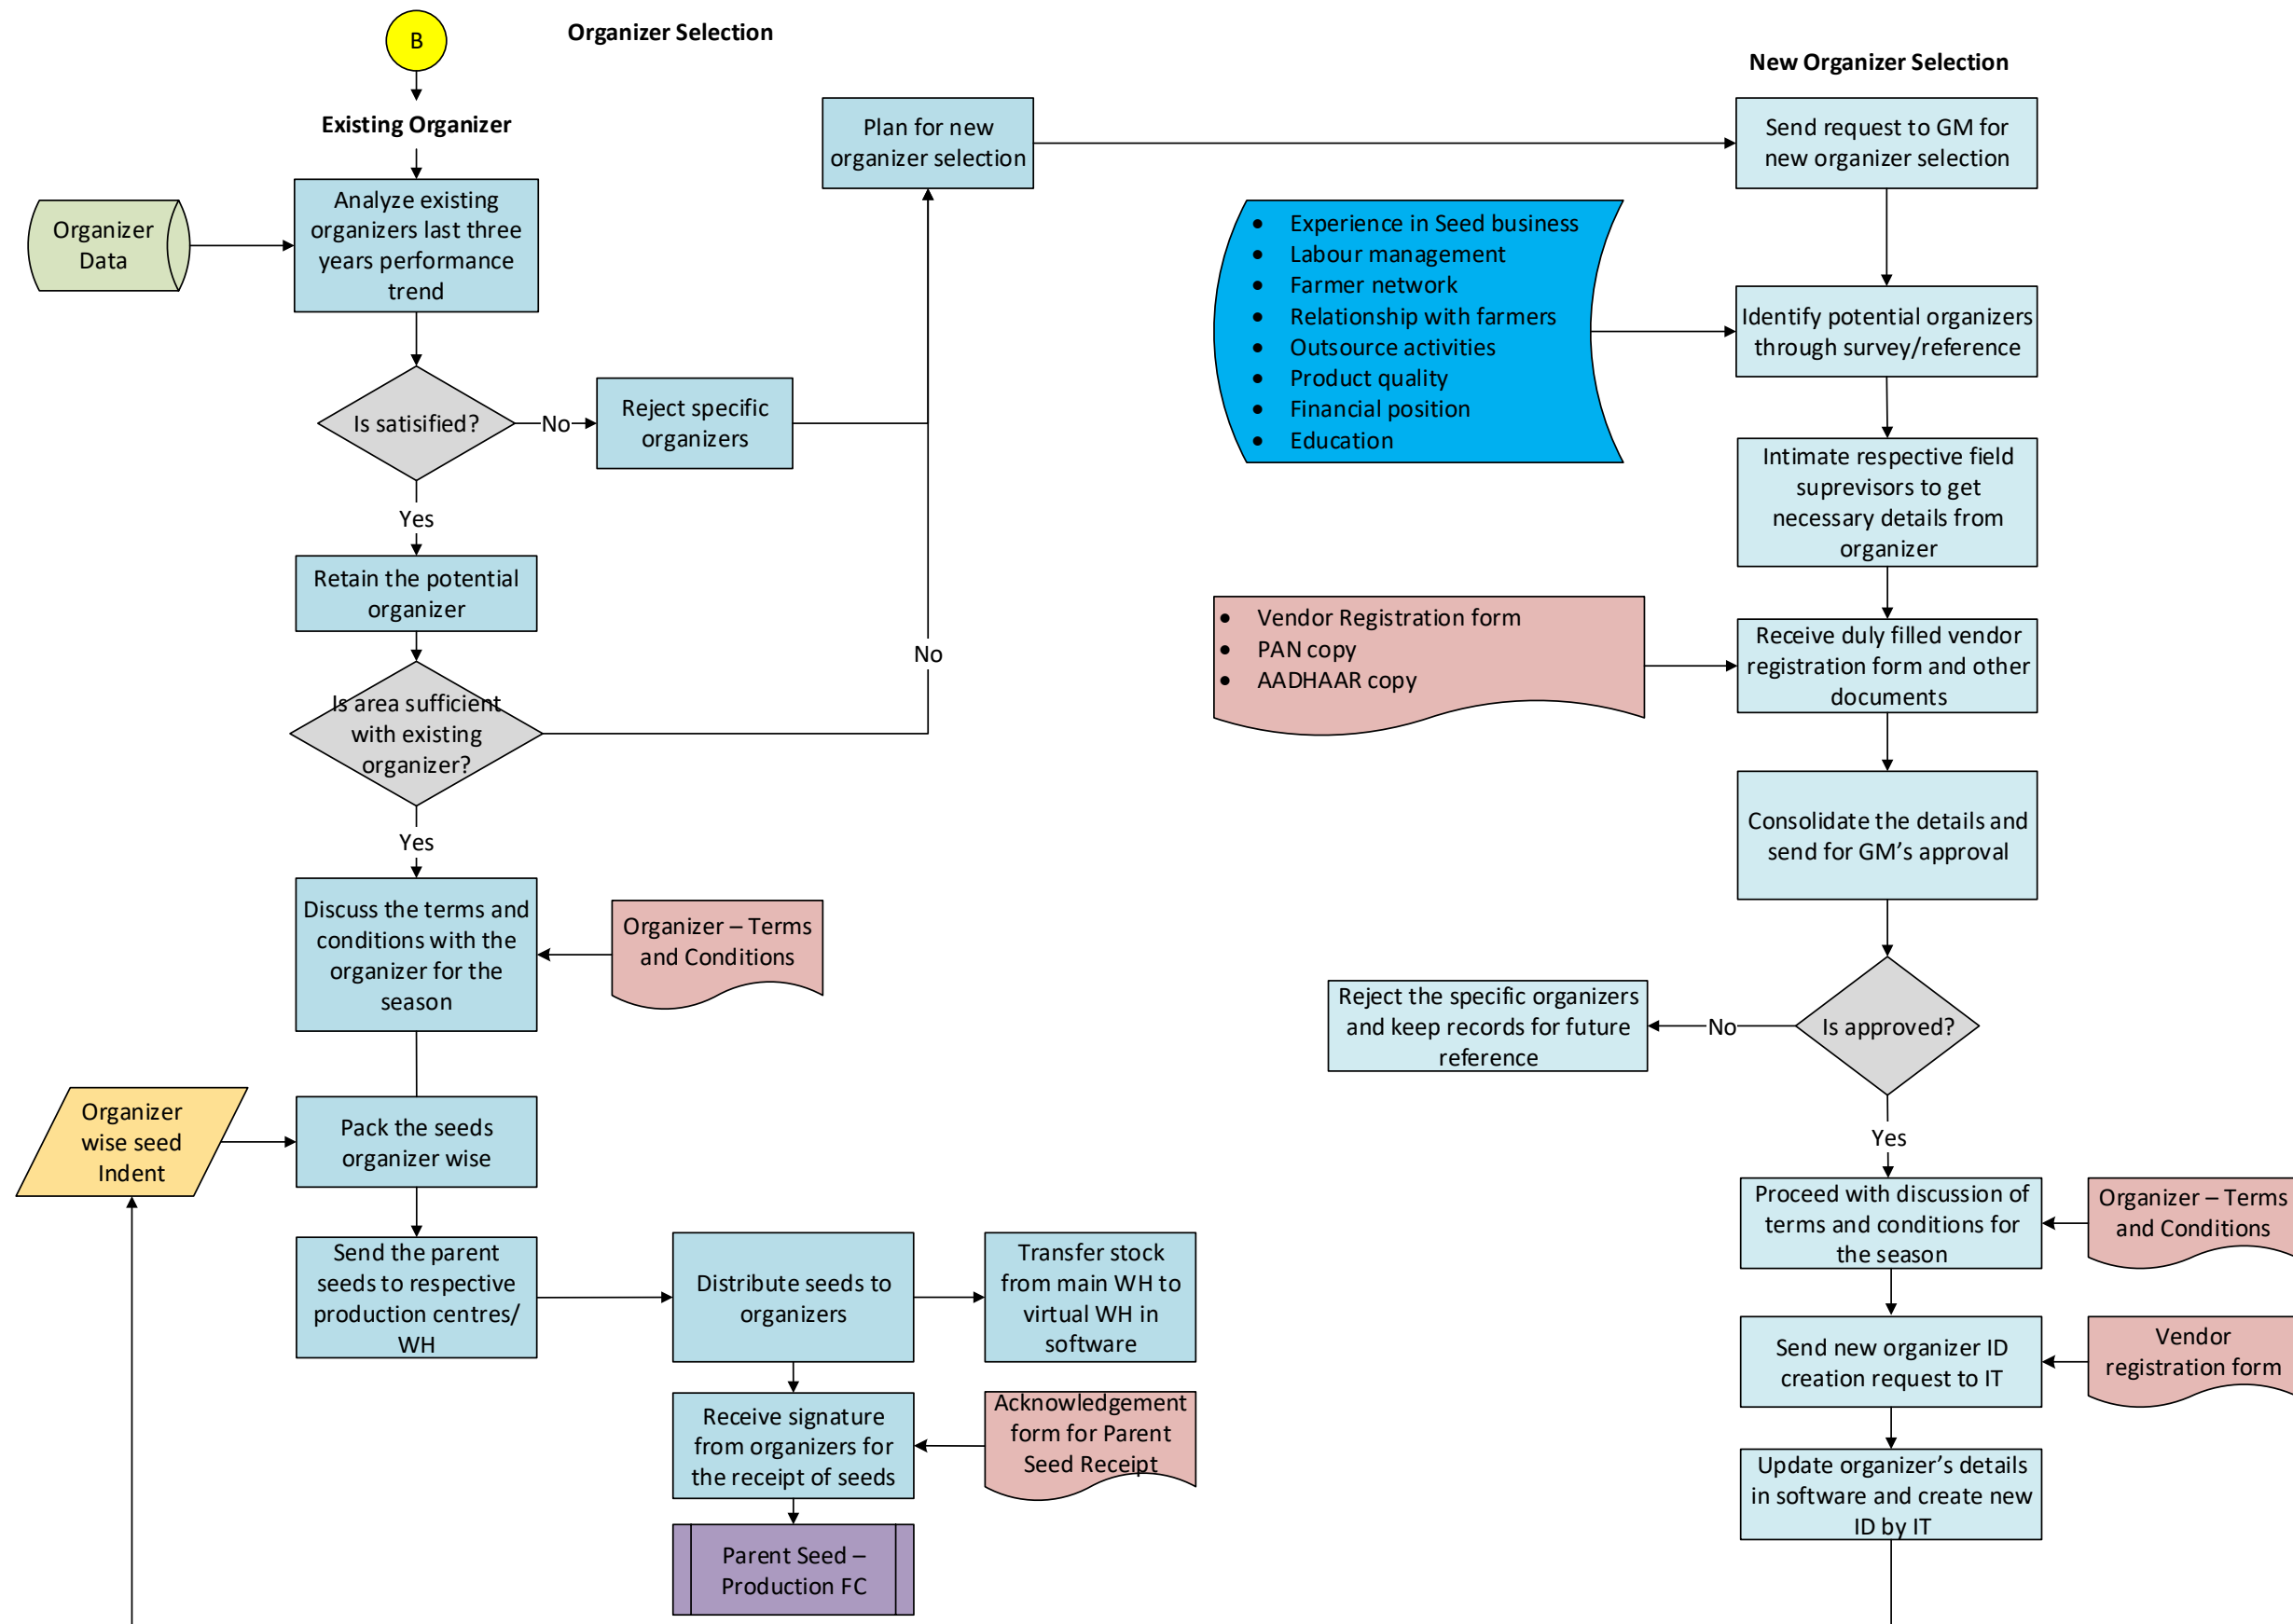 B
Organizer Selection
Existing Organizer
Organizer
Data
Analyze existing
organizers last three
years performance
trend
Is satisified?
No
Reject specific
organizers
Plan for new
organizer selection
Yes
Retain the potential
organizer
Is area sufficient
with existing
organizer?
No
Yes
Discuss the terms and
conditions with the
organizer for the
season
Organizer – Terms
and Conditions
Organizer
wise seed
Indent
Pack the seeds
organizer wise
Send the parent
seeds to respective
production centres/
WH
Distribute seeds to
organizers
Transfer stock
from main WH to
virtual WH in
software
Receive signature
from organizers for
the receipt of seeds
Acknowledgement
form for Parent
Seed Receipt
Parent Seed –
Production FC
New Organizer Selection
Send request to GM for
new organizer selection
• Experience in Seed business
• Labour management
• Farmer network
• Relationship with farmers
• Outsource activities
• Product quality
• Financial position
• Education
Identify potential organizers
through survey/reference
Intimate respective field
suprevisors to get
necessary details from
organizer
• Vendor Registration form
• PAN copy
• AADHAAR copy
Receive duly filled vendor
registration form and other
documents
Consolidate the details and
send for GM’s approval
Is approved?
No
Reject the specific organizers
and keep records for future
reference
Yes
Proceed with discussion of
terms and conditions for
the season
Organizer – Terms
and Conditions
Send new organizer ID
creation request to IT
Vendor
registration form
Update organizer’s details
in software and create new
ID by IT